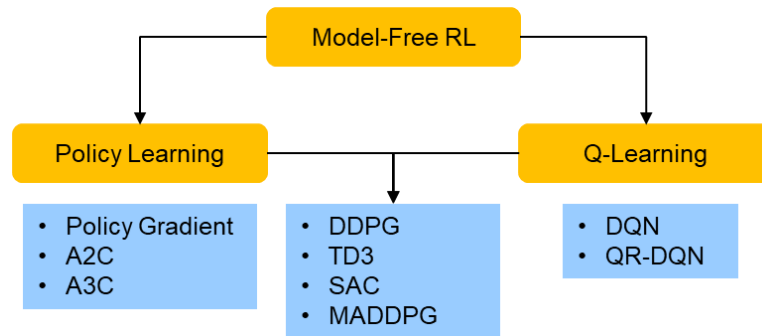 Model-Free RL
Policy Learning
Q-Learning
• Policy Gradient
• A2C
• A3C
• DDPG
• TD3
• SAC
• MADDPG
• DQN
• QR-DQN